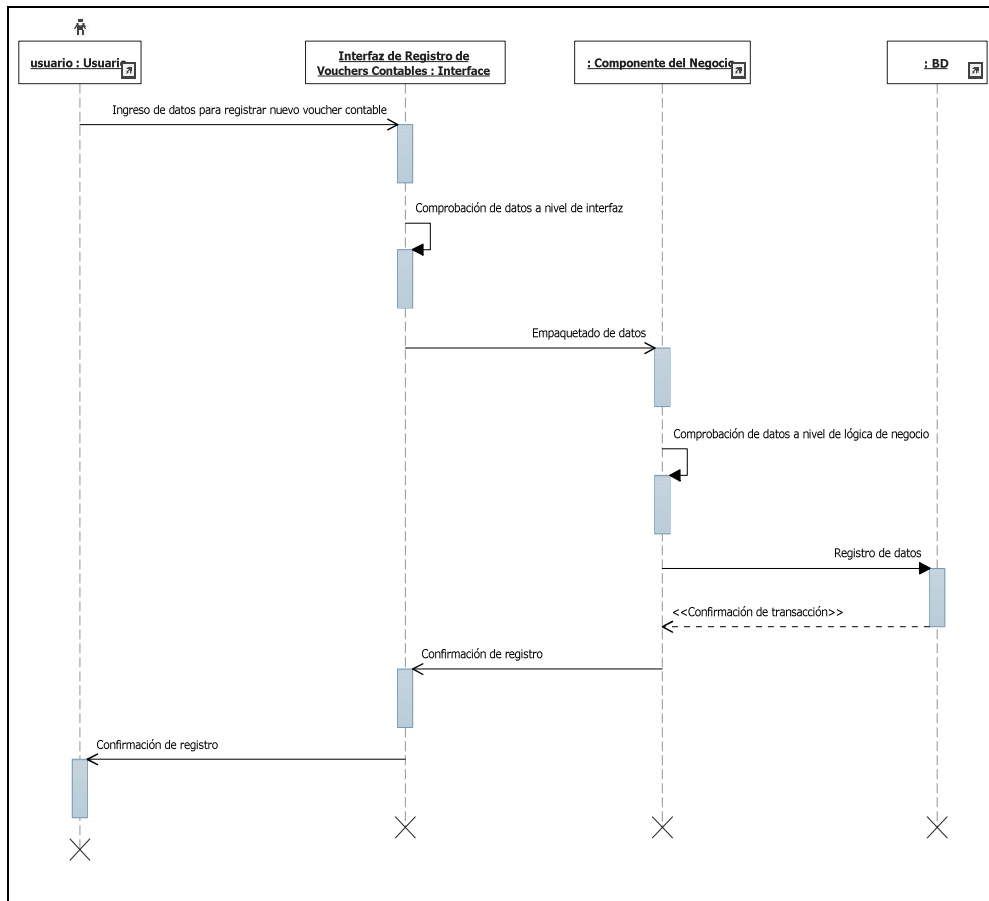 usuario : Usuario
Interfaz de Registro de
Vouchers Contables : Interface
: Componente del Negocio
: BD
Ingreso de datos para registrar nuevo voucher contable
Comprobación de datos a nivel de interfaz
Empaquetado de datos
Comprobación de datos a nivel de lógica de negocio
Registro de datos
<<Confirmación de transacción>>
Confirmación de registro
Confirmación de registro